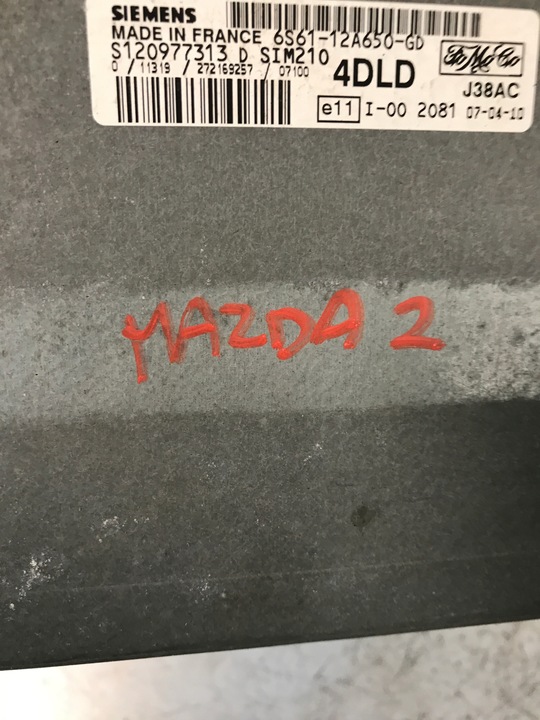 SIEMENS
MADE IN FRANCE 6S61-12A650-GD
S120977313 D SIM210
0 / 11319 / 272169257 / 07100
4DLD
FoMoCo
J38AC
e11 I-00 2081 07-04-10
MAZDA 2